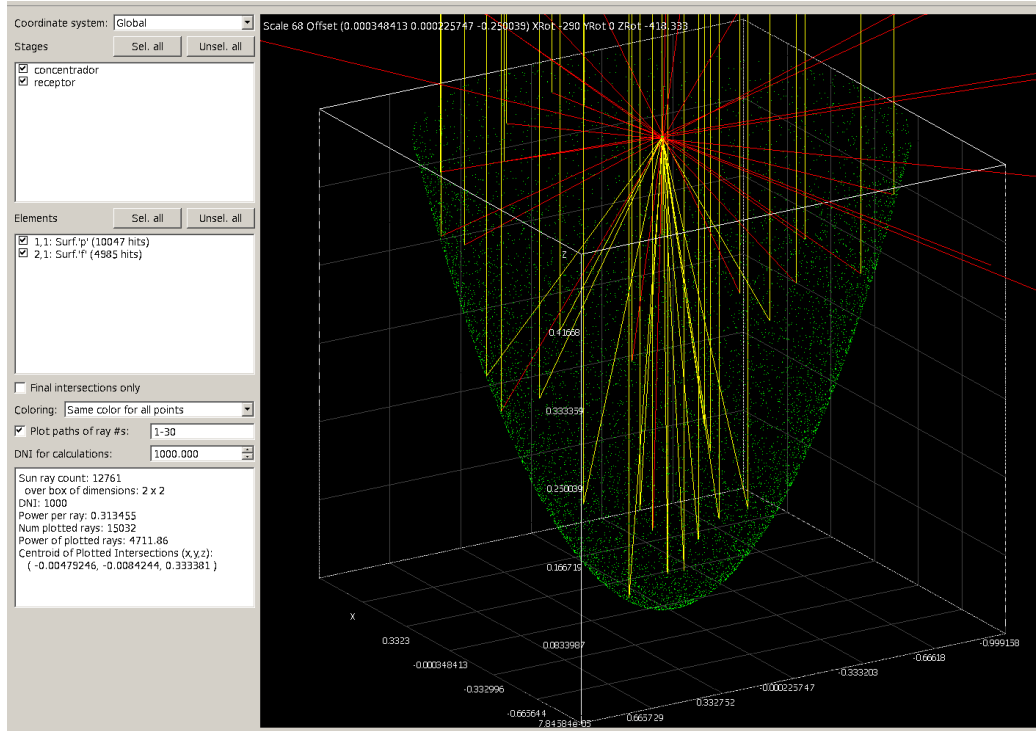 Coordinate system: Global
Stages Sel. all Unsel. all
concentrador
receptor
Elements Sel. all Unsel. all
1,1: Surf.'p' (10047 hits)
2,1: Surf.'f' (4985 hits)
Final intersections only
Coloring: Same color for all points
Plot paths of ray #s: 1-30
DNI for calculations: 1000.000
Sun ray count: 12761
over box of dimensions: 2 x 2
DNI: 1000
Power per ray: 0.313455
Num plotted rays: 15032
Power of plotted rays: 4711.86
Centroid of Plotted Intersections (x,y,z):
( -0.00479246, -0.0084244, 0.333381 )
Scale 68 Offset (0.000348413 0.000225747 -0.250039) XRot -290 YRot 0 ZRot -418.333
Z
0.41668
0.333359
0.250039
0.166719
0.0833987
7.84584e-05
X
0.3323
-0.000348413
-0.332996
-0.665644
0.665729
0.332752
-0.000225747
-0.333203
-0.66618
-0.999158